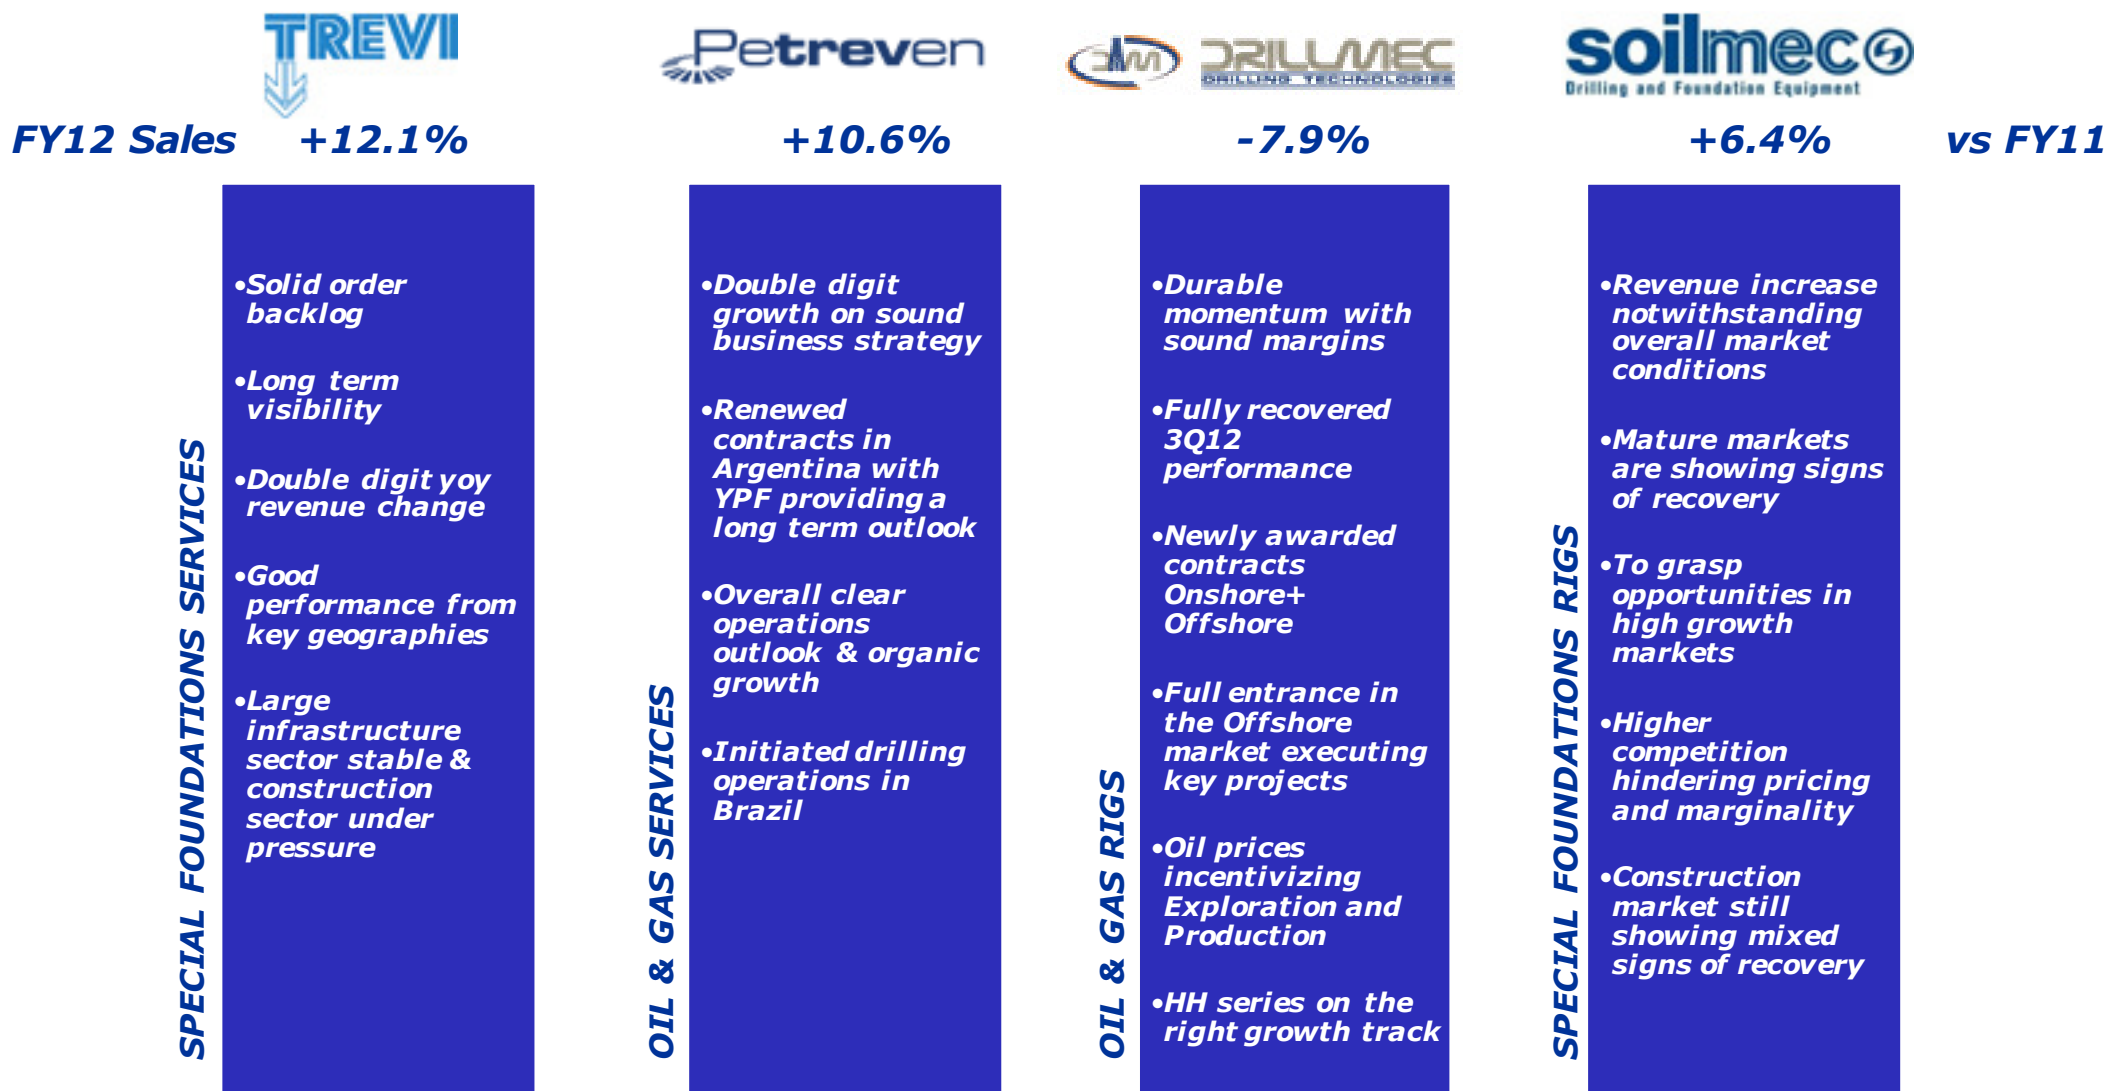 TREVI
Petreven
DM DRILLMEC
DRILLING TECHNOLOGIES
soilmec
Drilling and Foundation Equipment
FY12 Sales +12.1% +10.6% -7.9% +6.4% vs FY11
SPECIAL FOUNDATIONS SERVICES
•Solid order
backlog
•Long term
visibility
•Double digit yoy
revenue change
•Good
performance from
key geographies
•Large
infrastructure
sector stable &
construction
sector under
pressure
OIL & GAS SERVICES
•Double digit
growth on sound
business strategy
•Renewed
contracts in
Argentina with
YPF providing a
long term outlook
•Overall clear
operations
outlook & organic
growth
•Initiated drilling
operations in
Brazil
OIL & GAS RIGS
•Durable
momentum with
sound margins
•Fully recovered
3Q12
performance
•Newly awarded
contracts
Onshore+
Offshore
•Full entrance in
the Offshore
market executing
key projects
•Oil prices
incentivizing
Exploration and
Production
•HH series on the
right growth track
SPECIAL FOUNDATIONS RIGS
•Revenue increase
notwithstanding
overall market
conditions
•Mature markets
are showing signs
of recovery
•To grasp
opportunities in
high growth
markets
•Higher
competition
hindering pricing
and marginality
•Construction
market still
showing mixed
signs of recovery